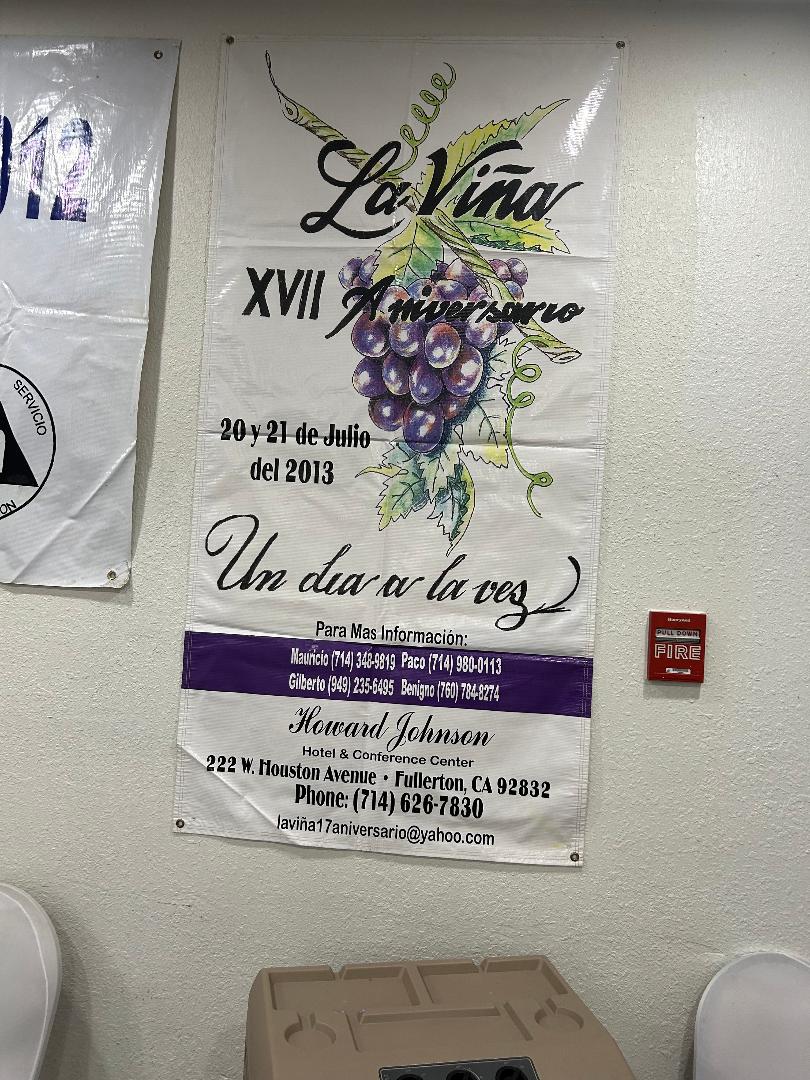 012
SERVICIO
La Viña
XVII Aniversario
20 y 21 de Julio
del 2013
Un dia a la vez
Para Mas Información:
Mauricio (714) 348-9819 Paco (714) 980-0113
Gilberto (949) 235-6495 Benigno (760) 784-8274
Howard Johnson
Hotel & Conference Center
222 W. Houston Avenue • Fullerton, CA 92832
Phone: (714) 626-7830
laviña17aniversario@yahoo.com
Honeywell
PULL DOWN
FIRE